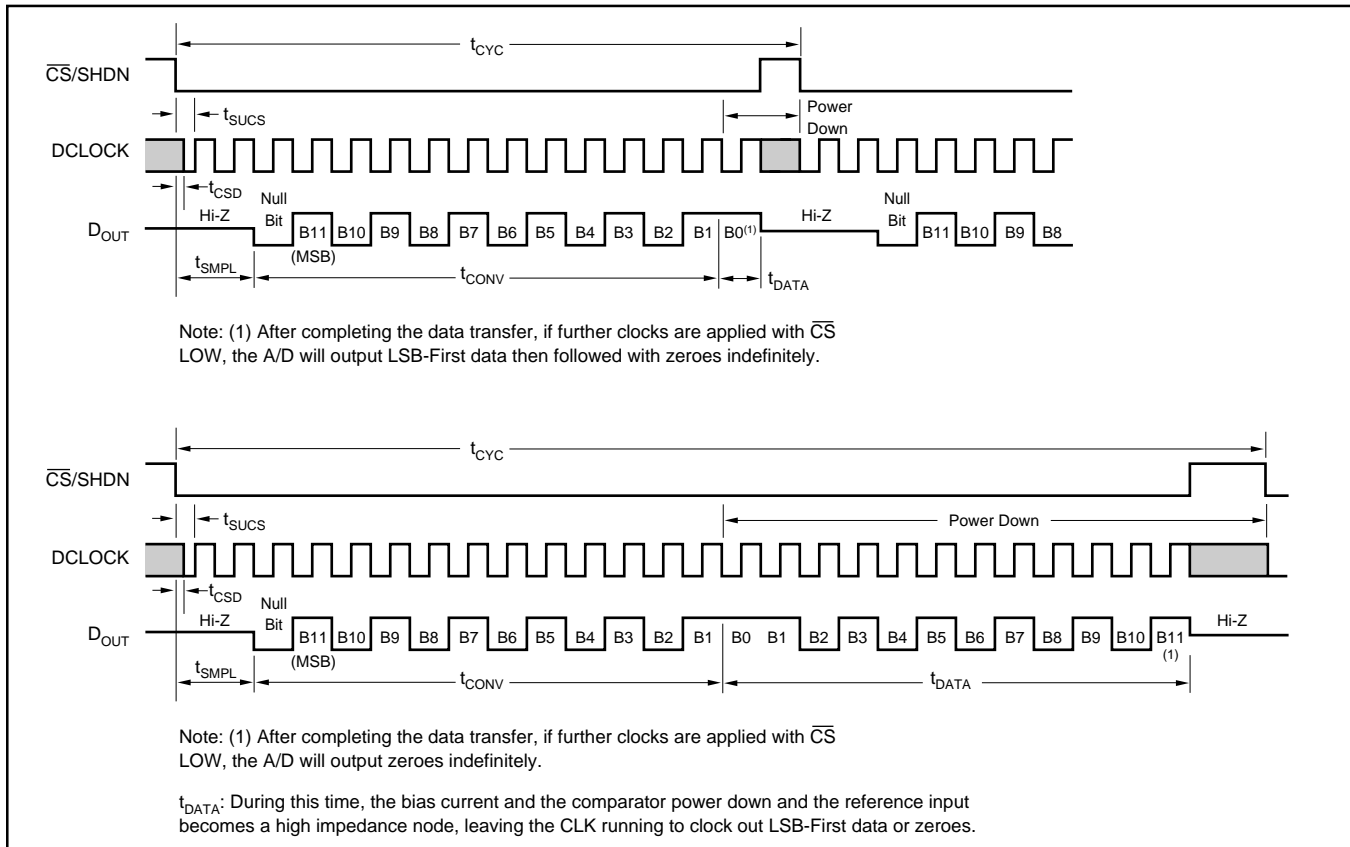 tCYC
CS/SHDN
Power
Down
tSUCS
DCLOCK
tCSD
Hi-Z
Null
Bit
Hi-Z
Null
Bit
DOUT
B11 B10 B9 B8 B7 B6 B5 B4 B3 B2 B1 B0(1)
B11 B10 B9 B8
(MSB)
tSMPL
tCONV
tDATA
Note: (1) After completing the data transfer, if further clocks are applied with CS
LOW, the A/D will output LSB-First data then followed with zeroes indefinitely.
tCYC
CS/SHDN
tSUCS
Power Down
DCLOCK
tCSD
Hi-Z
Null
Bit
Hi-Z
DOUT
B11 B10 B9 B8 B7 B6 B5 B4 B3 B2 B1 B0 B1 B2 B3 B4 B5 B6 B7 B8 B9 B10 B11
(MSB)
(1)
tSMPL
tCONV
tDATA
Note: (1) After completing the data transfer, if further clocks are applied with CS
LOW, the A/D will output zeroes indefinitely.
tDATA: During this time, the bias current and the comparator power down and the reference input
becomes a high impedance node, leaving the CLK running to clock out LSB-First data or zeroes.